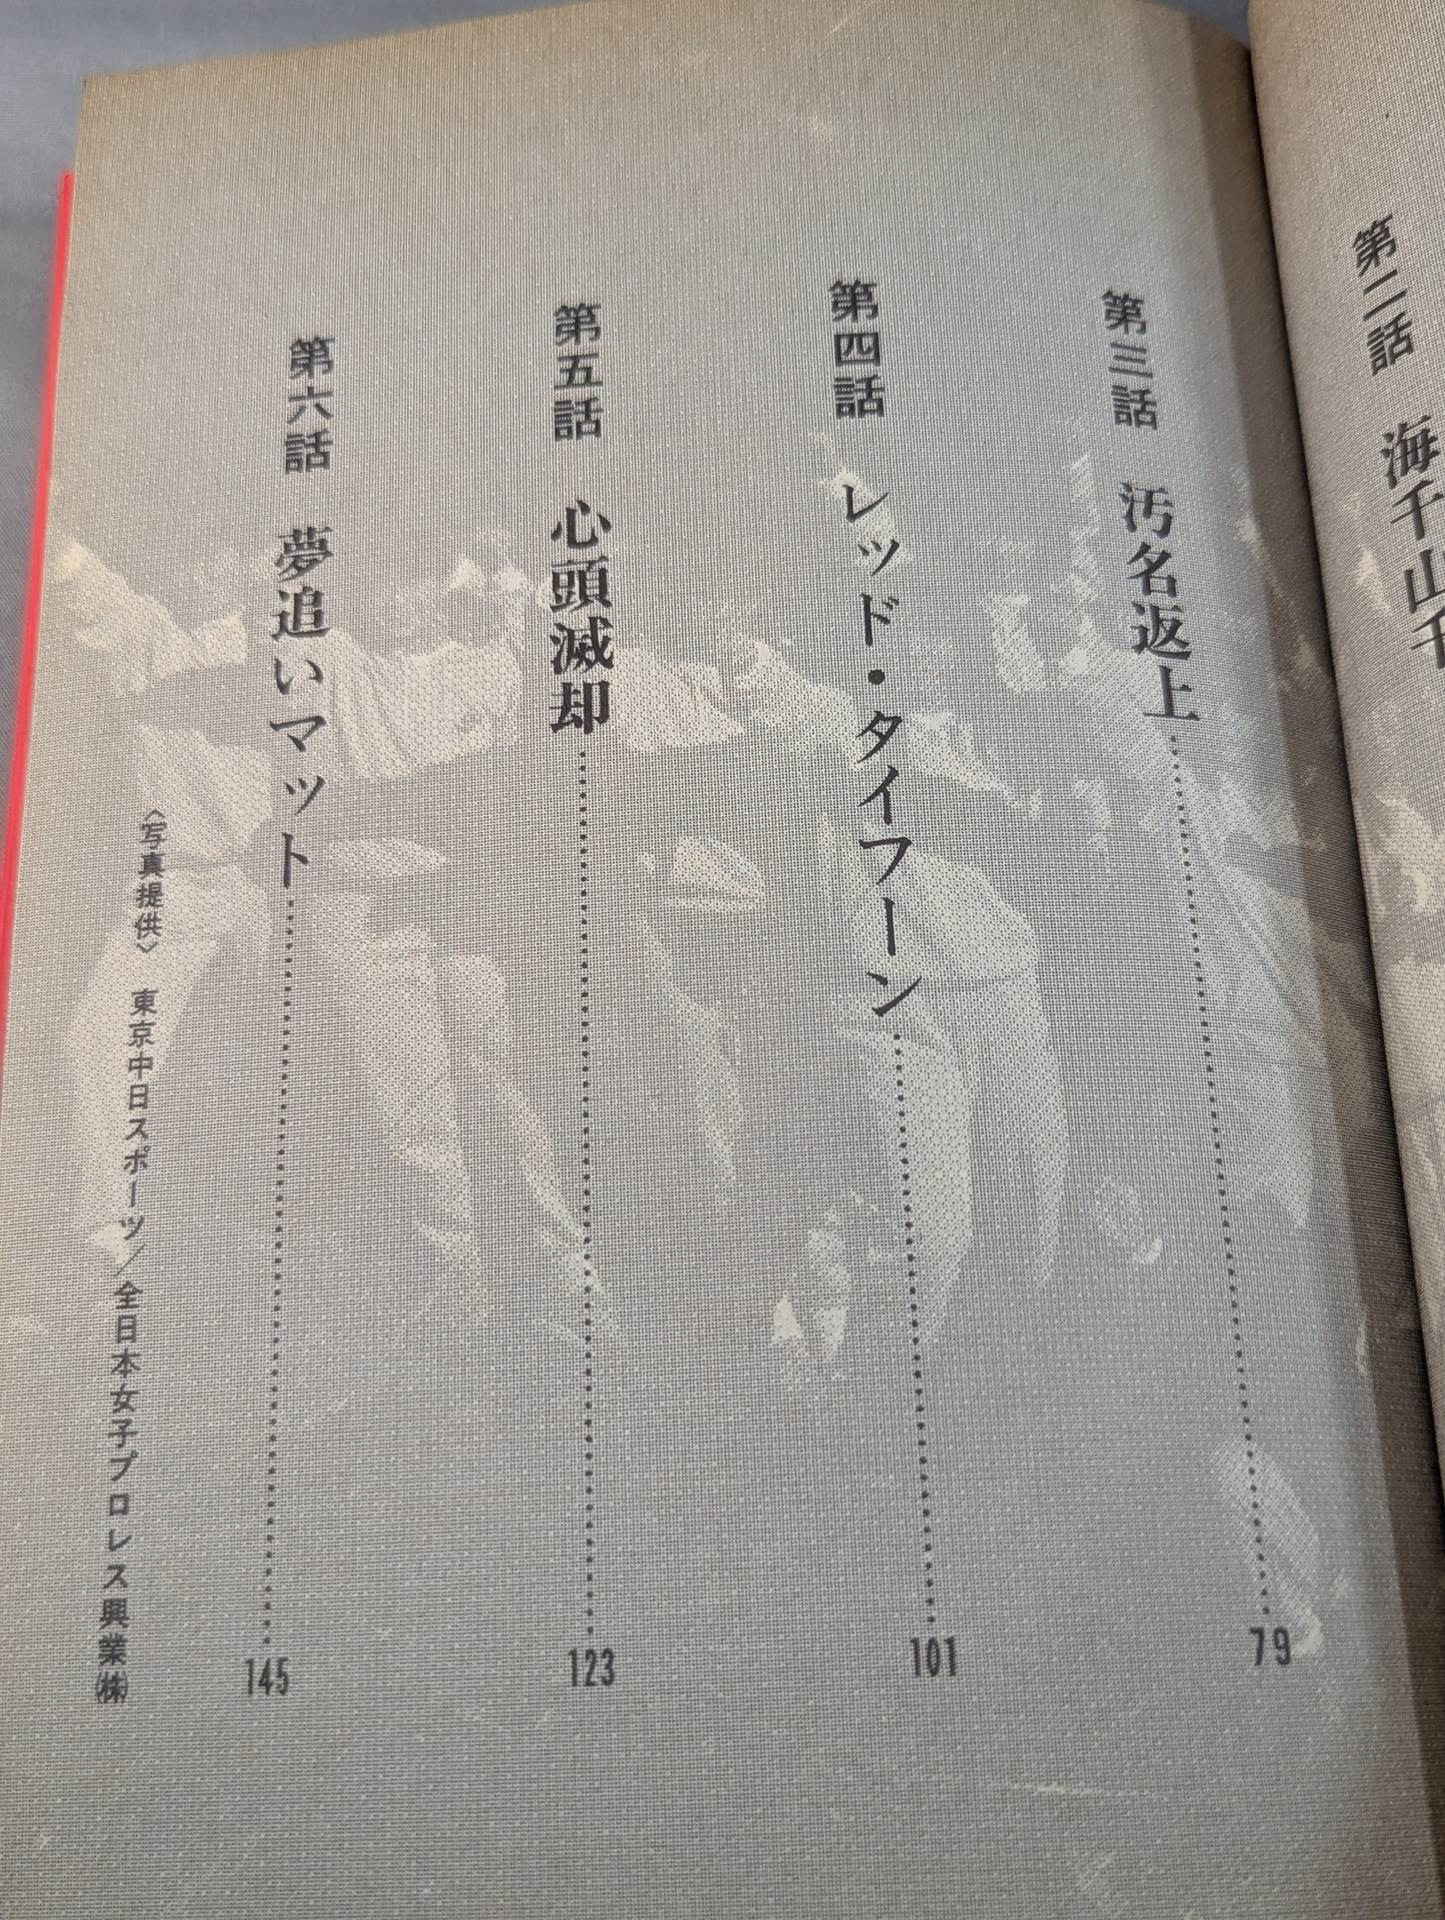 第二話　海千山千
第三話　汚名返上…………79
第四話　レッド・タイフーン…………101
第五話　心頭滅却…………123
第六話　夢追いマット…………145
〈写真提供〉　東京中日スポーツ／全日本女子プロレス興業㈱